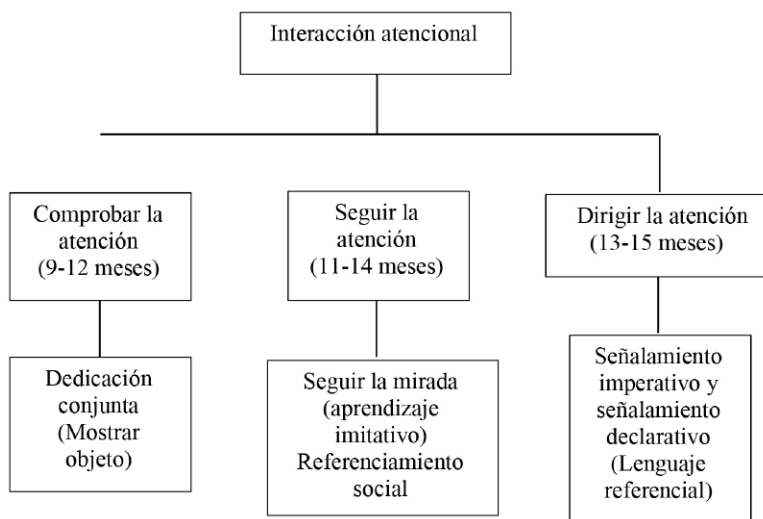 Interacción atencional
Comprobar la
atención
(9-12 meses)
Seguir la
atención
(11-14 meses)
Dirigir la atención
(13-15 meses)
Dedicación
conjunta
(Mostrar
objeto)
Seguir la mirada
(aprendizaje
imitativo)
Referenciamiento
social
Señalamiento
imperativo y
señalamiento
declarativo
(Lenguaje
referencial)